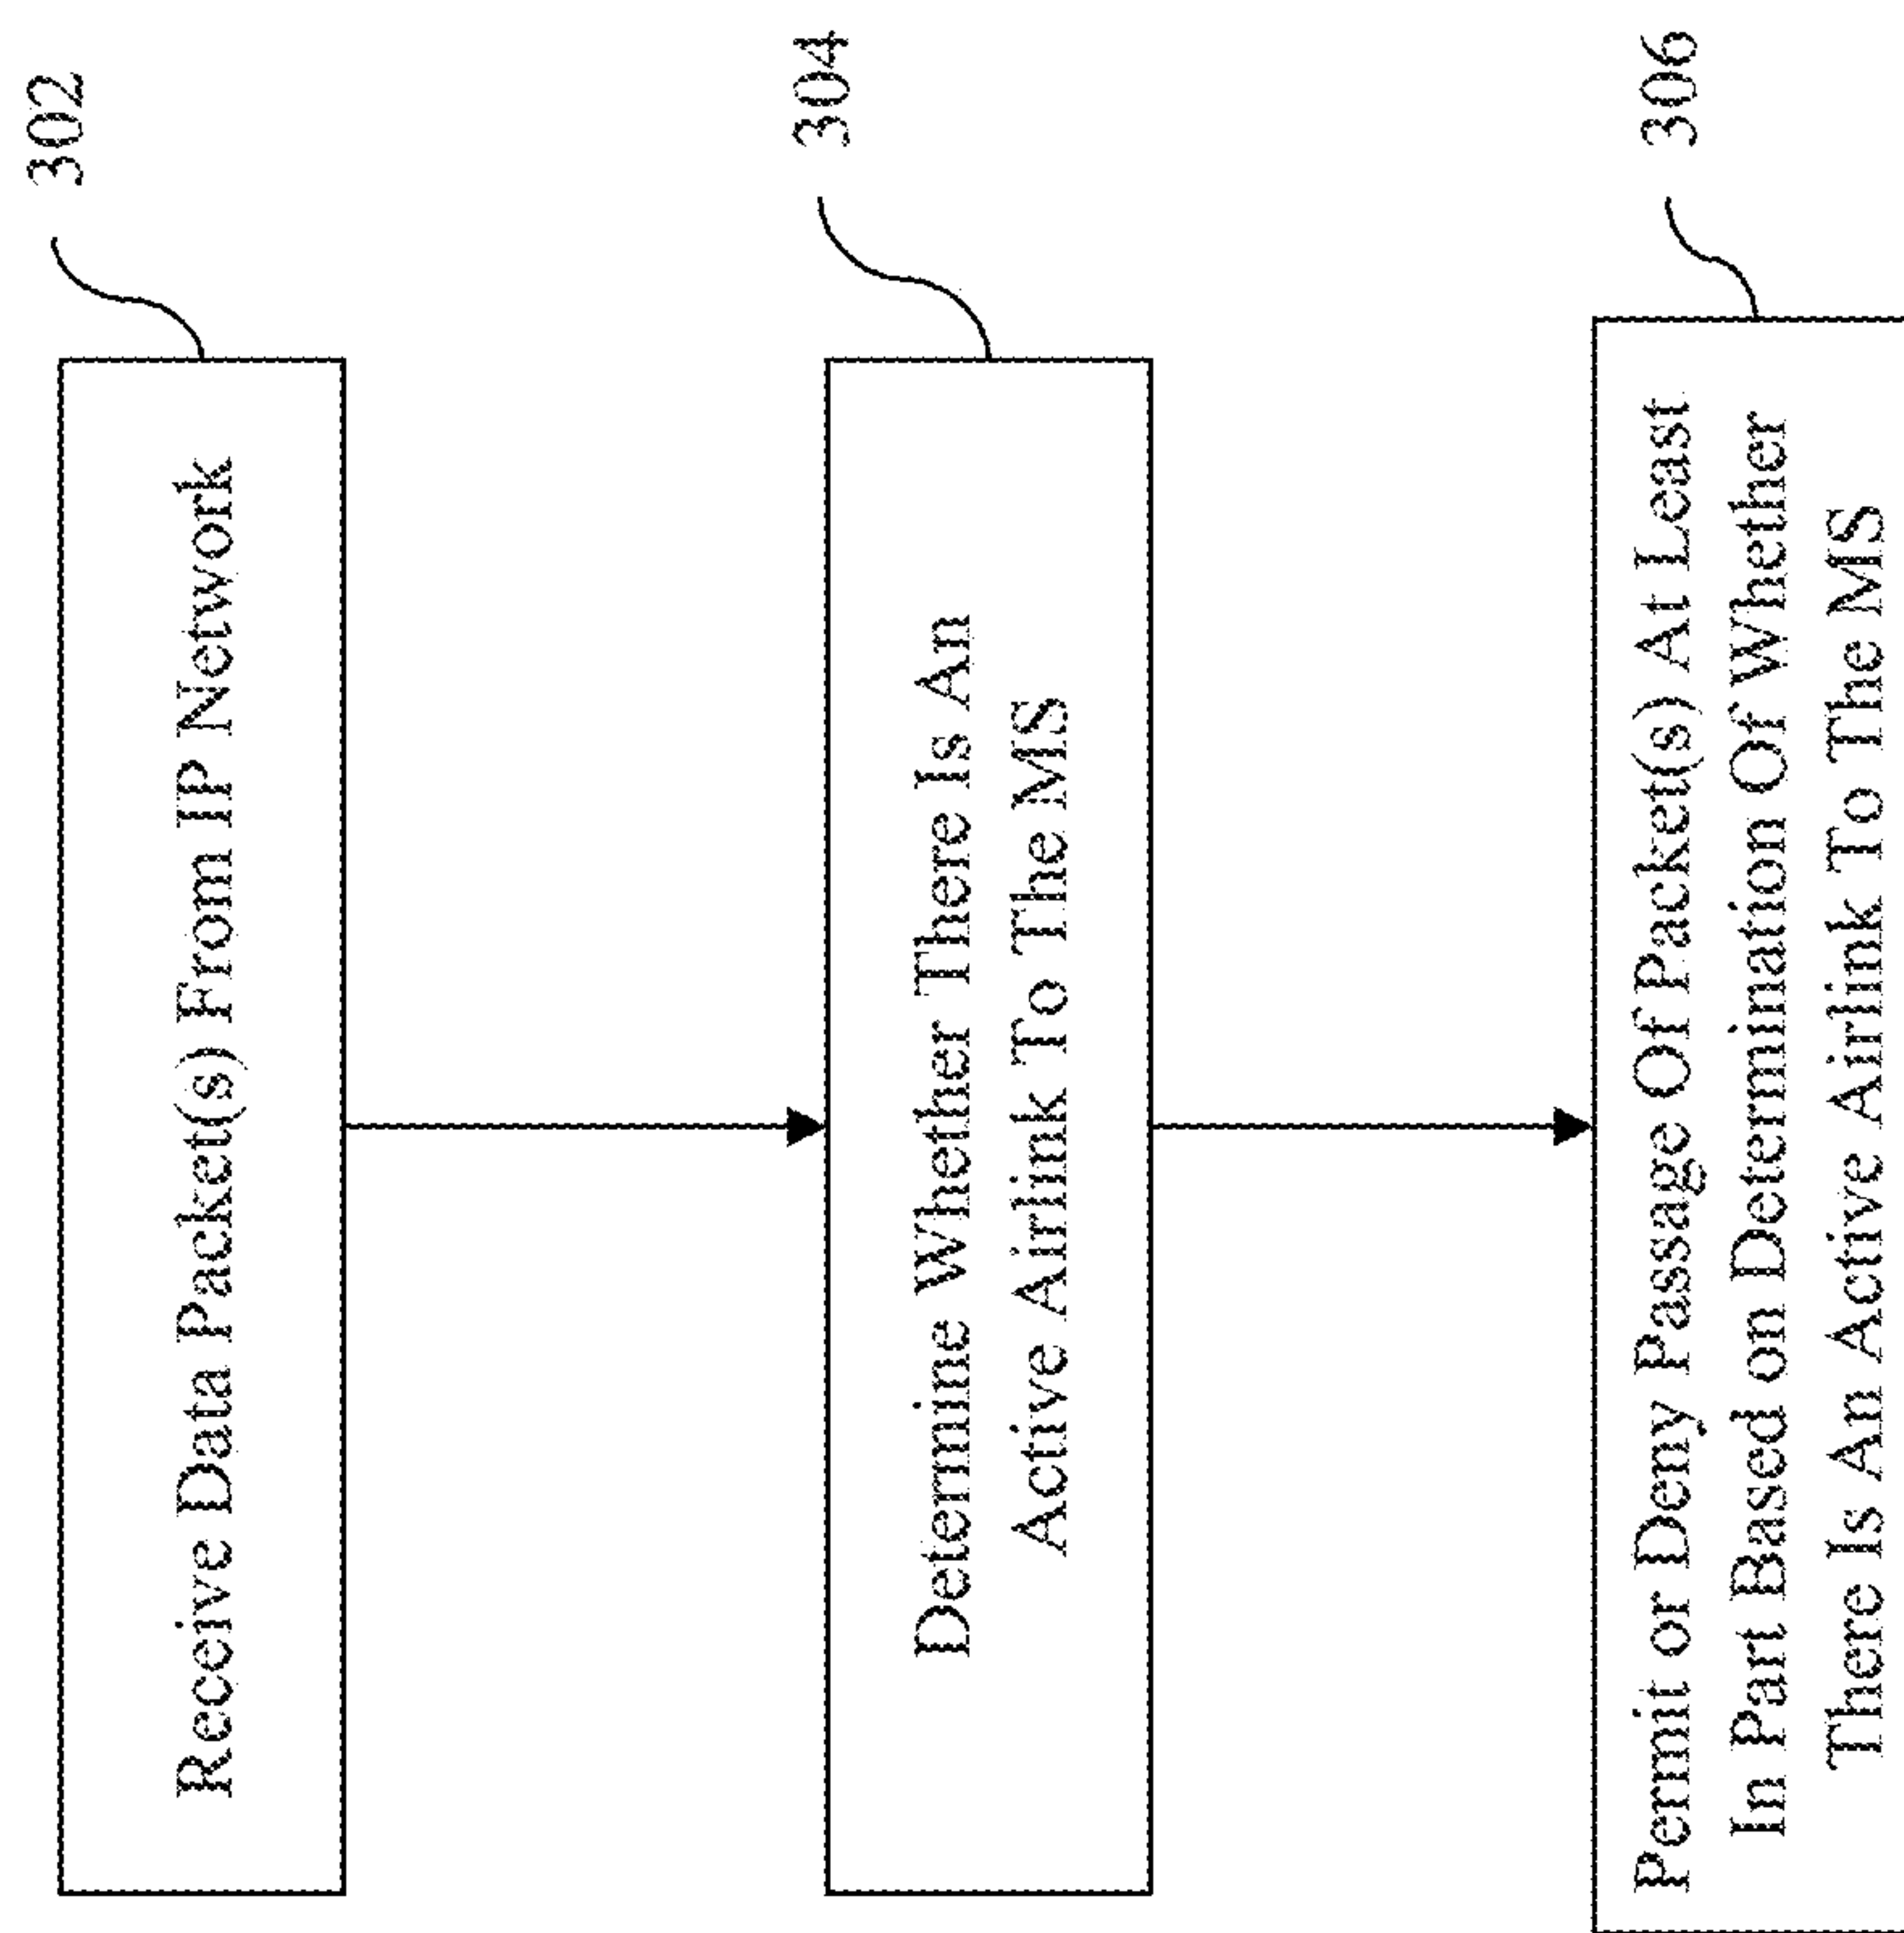 302
Receive Data Packet(s) From IP Network
304
Determine Whether There Is An
Active Airlink To The MS
306
Permit or Deny Passage Of Packet(s) At Least
In Part Based on Determination Of Whether
There Is An Active Airlink To The MS